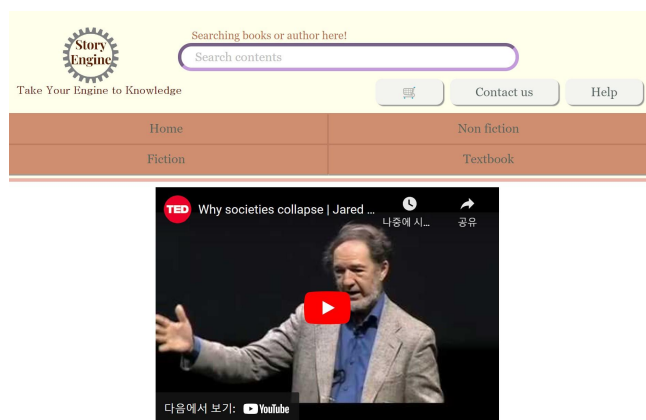 Story
Engine
Take Your Engine to Knowledge
Searching books or author here!
Search contents
Contact us
Help
Home
Non fiction
Fiction
Textbook
TED
Why societies collapse | Jared ...
나중에 시...
공유
다음에서 보기: YouTube